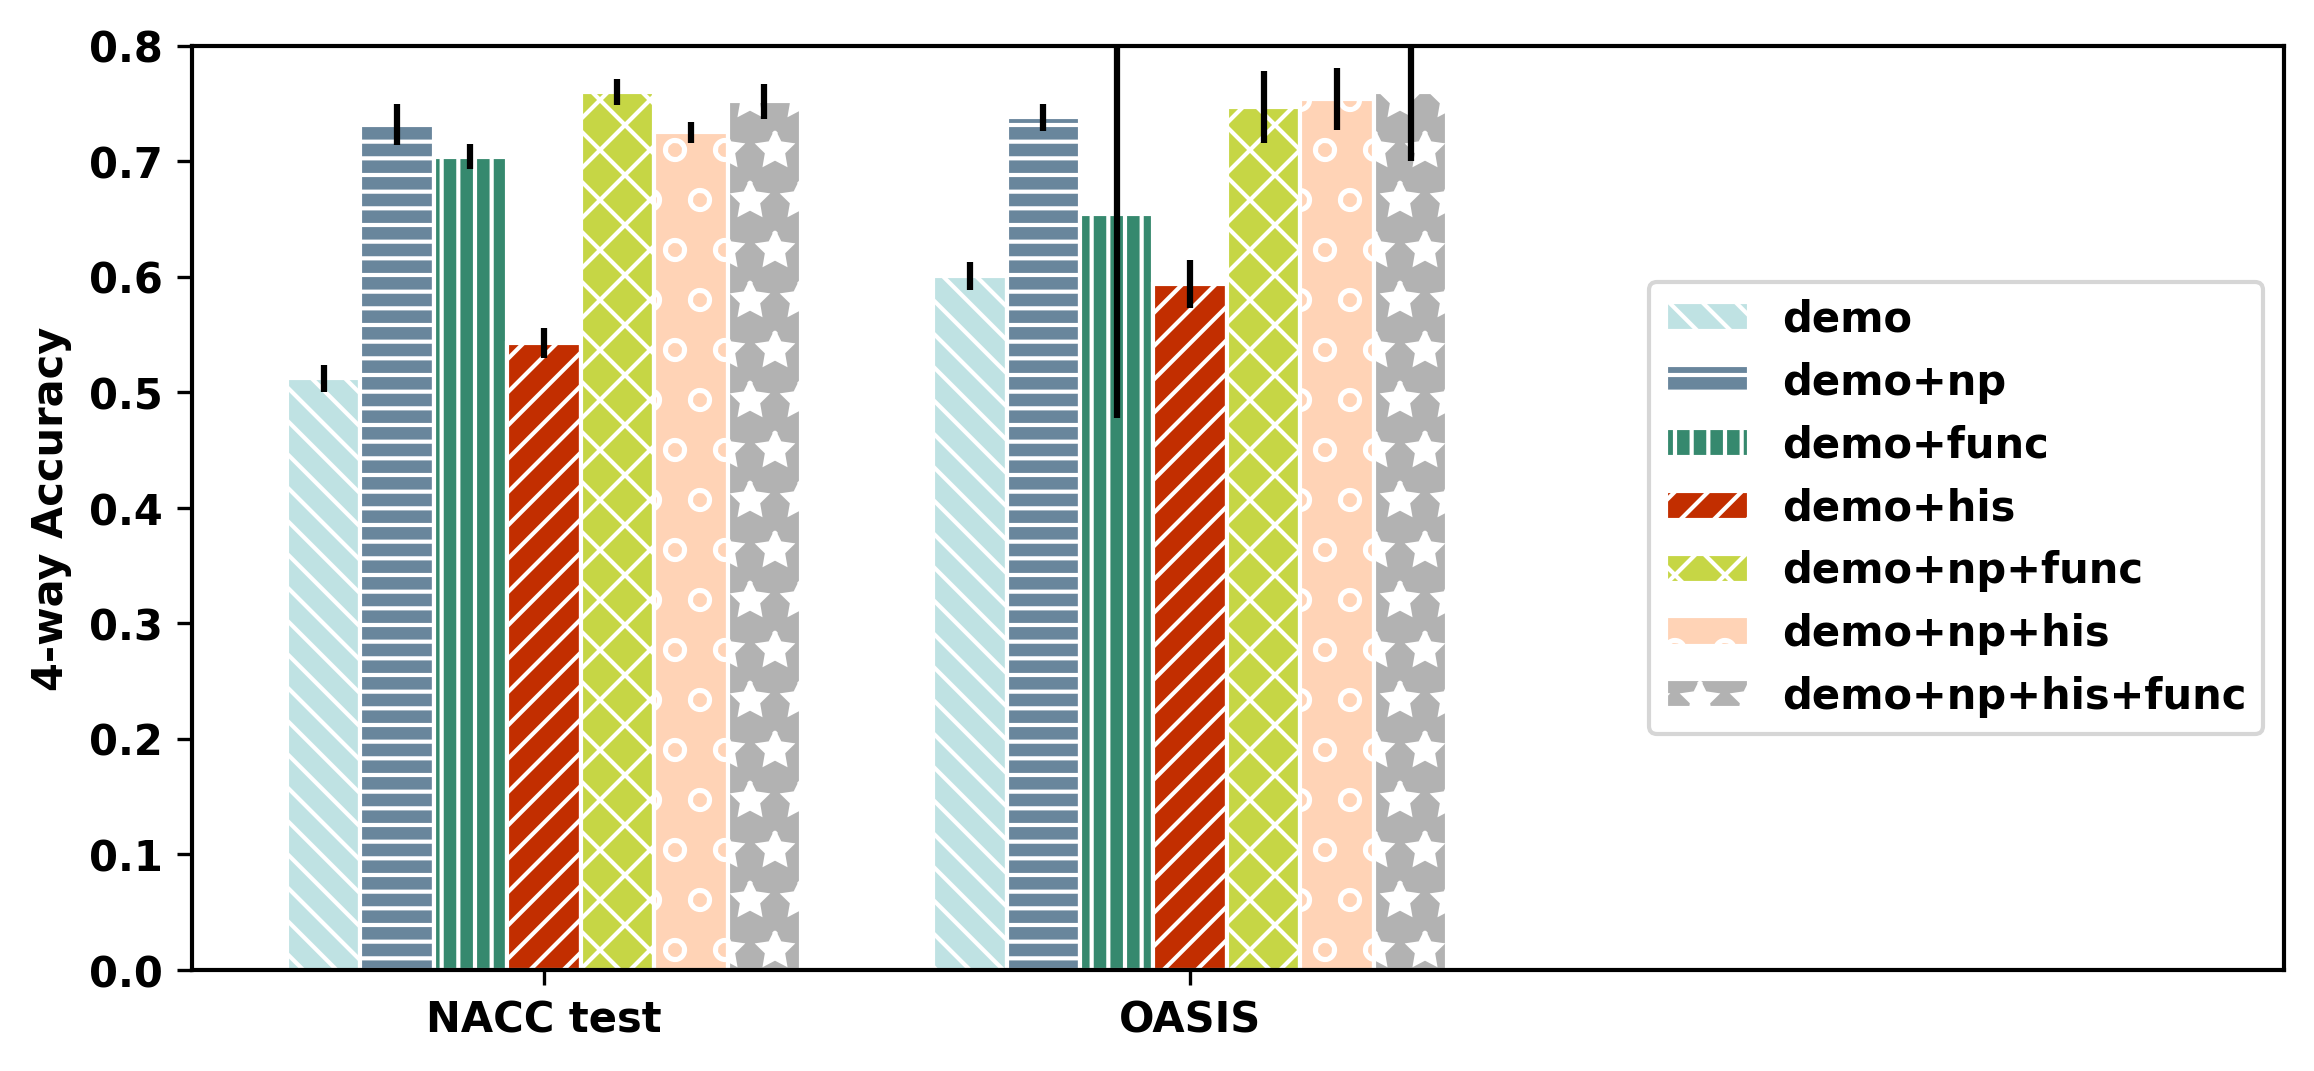 0.8
0.7
0.6
0.5
0.4
0.3
0.2
0.1
0.0
4-way Accuracy
NACC test
OASIS
demo
demo+np
demo+func
demo+his
demo+np+func
demo+np+his
demo+np+his+func